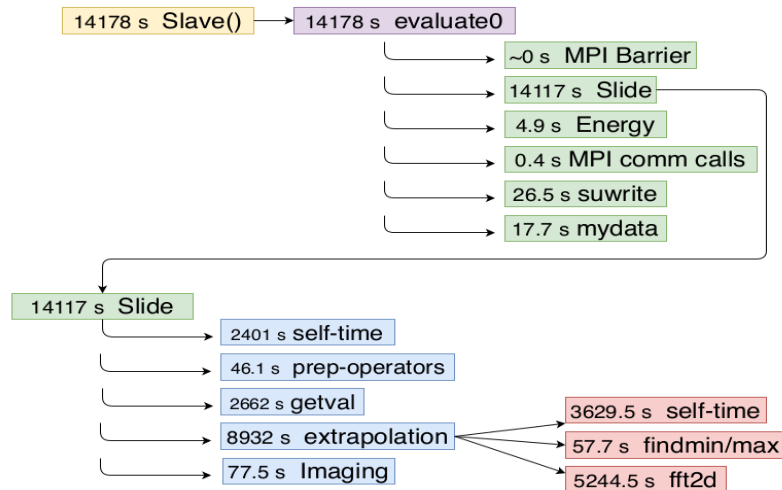 14178 s Slave()
14178 s evaluate0
~0 s MPI Barrier
14117 s Slide
4.9 s Energy
0.4 s MPI comm calls
26.5 s suwrite
17.7 s mydata
14117 s Slide
2401 s self-time
46.1 s prep-operators
2662 s getval
8932 s extrapolation
77.5 s Imaging
3629.5 s self-time
57.7 s findmin/max
5244.5 s fft2d